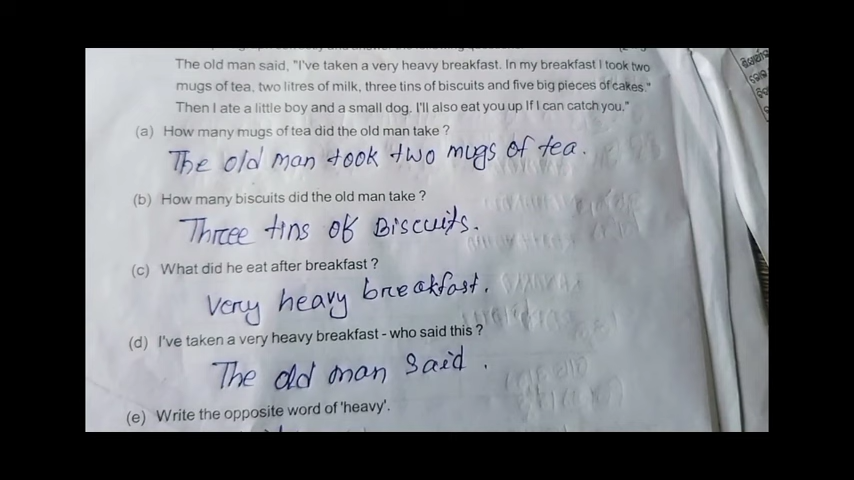 The old man said, "I've taken a very heavy breakfast. In my breakfast I took two
mugs of tea, two litres of milk, three tins of biscuits and five big pieces of cakes."
Then I ate a little boy and a small dog. I'll also eat you up If I can catch you."
(a) How many mugs of tea did the old man take ?
The old man took two mugs of tea.
(b) How many biscuits did the old man take ?
Three tins of Biscuits.
(c) What did he eat after breakfast ?
very heavy breakfast.
(d) I've taken a very heavy breakfast - who said this ?
The old man said .
(e) Write the opposite word of 'heavy'.